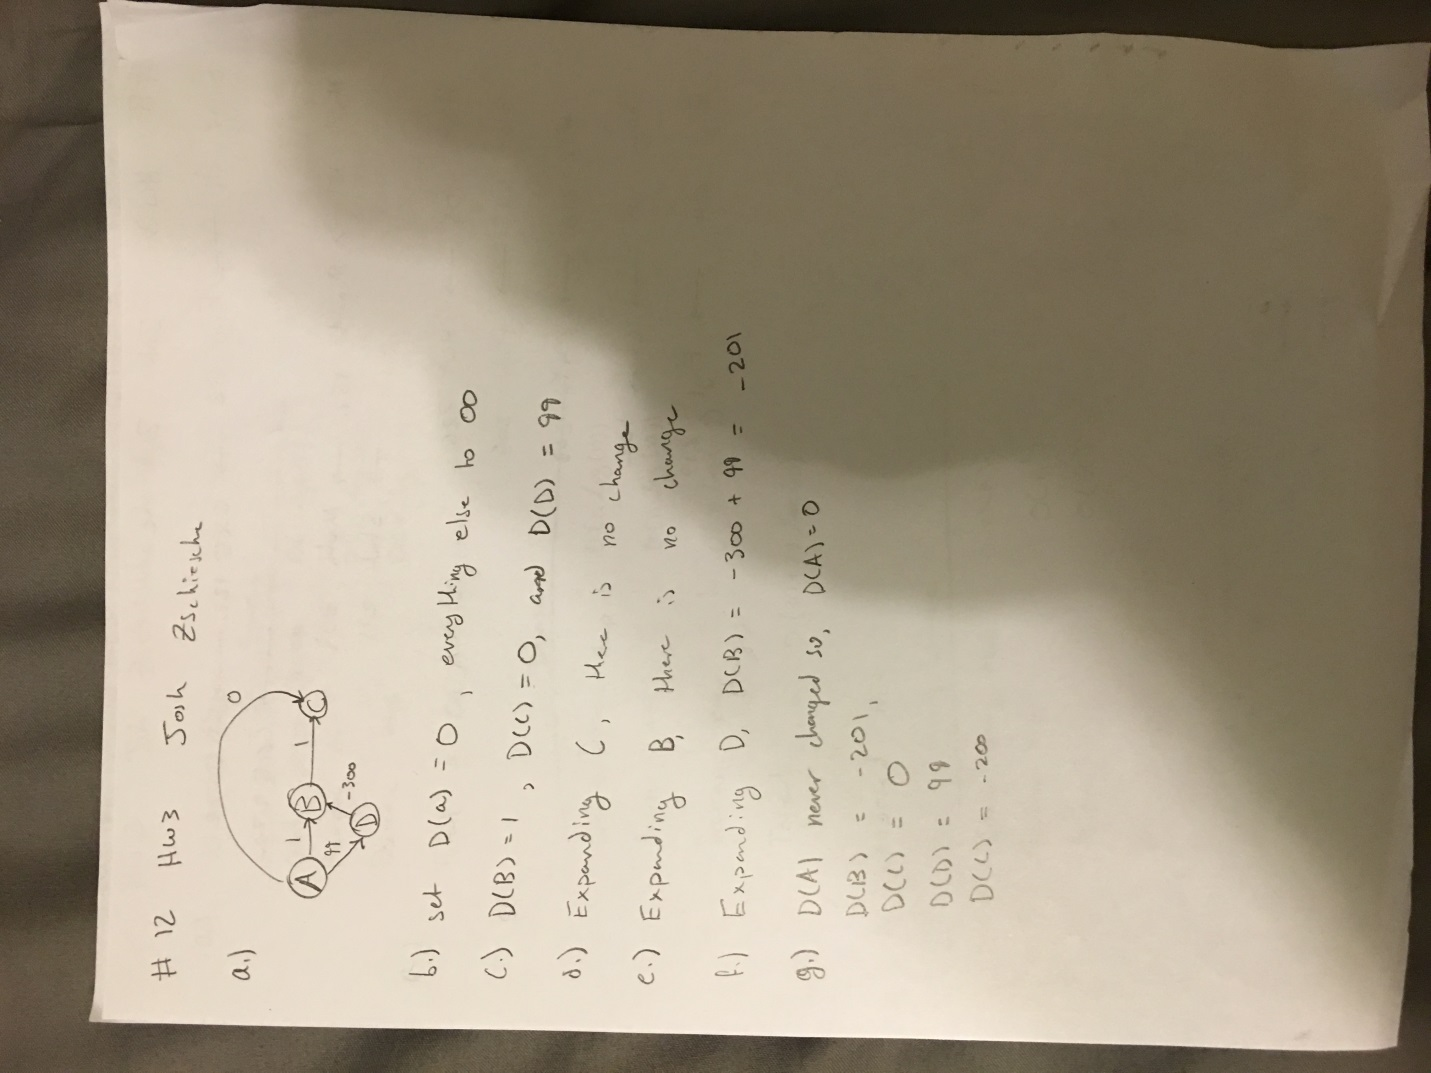 # 12 HW3 Josh Zschiesche
a.)
0
A 1 B 1 C
99 -300
D
b.) set D(a) = 0, everything else to ∞
c.) D(B) = 1, D(C) = 0, and D(D) = 99
d.) Expanding C, there is no change
e.) Expanding B, there is no change
f.) Expanding D, D(B) = -300 + 99 = -201
g.) D(A) never changed so, D(A) = 0
D(B) = -201,
D(C) = 0
D(D) = 99
D(C) = -200